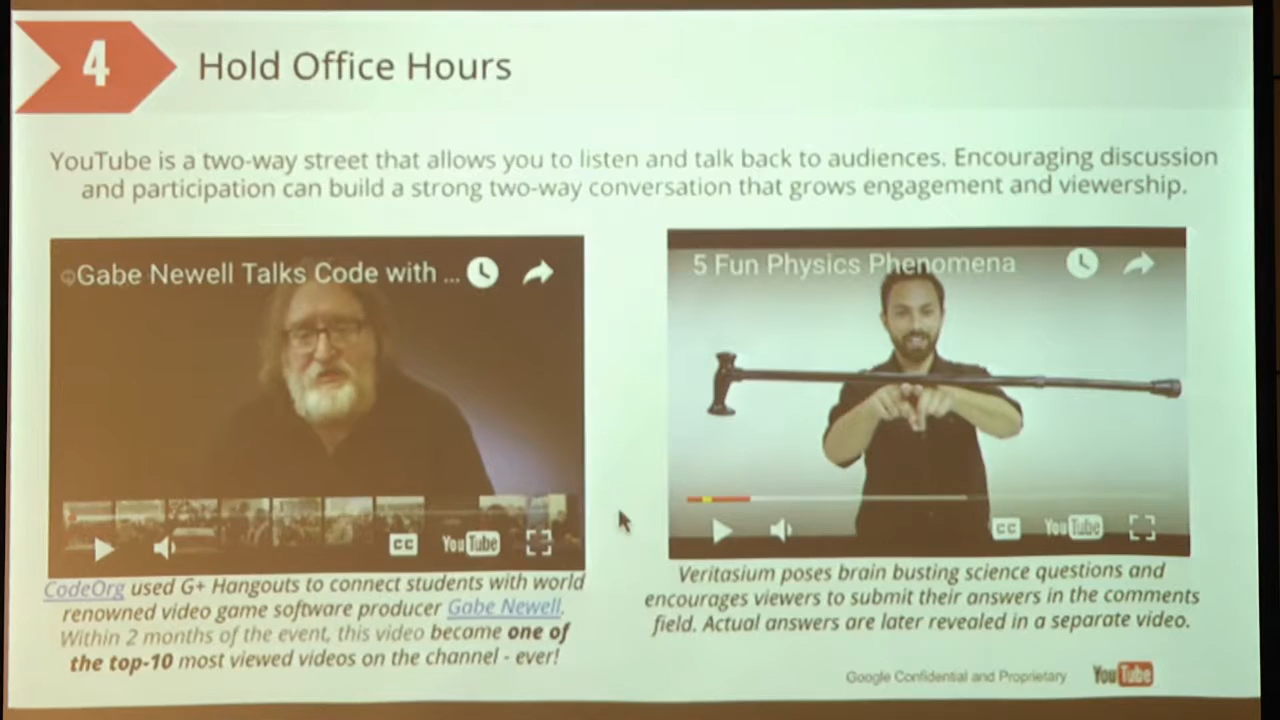 4
Hold Office Hours
YouTube is a two-way street that allows you to listen and talk back to audiences. Encouraging discussion
and participation can build a strong two-way conversation that grows engagement and viewership.
Gabe Newell Talks Code with ...
CC
YouTube
CodeOrg used G+ Hangouts to connect students with world
renowned video game software producer Gabe Newell.
Within 2 months of the event, this video became one of
the top-10 most viewed videos on the channel - ever!
5 Fun Physics Phenomena
CC
YouTube
Veritasium poses brain busting science questions and
encourages viewers to submit their answers in the comments
field. Actual answers are later revealed in a separate video.
Google Confidential and Proprietary
YouTube